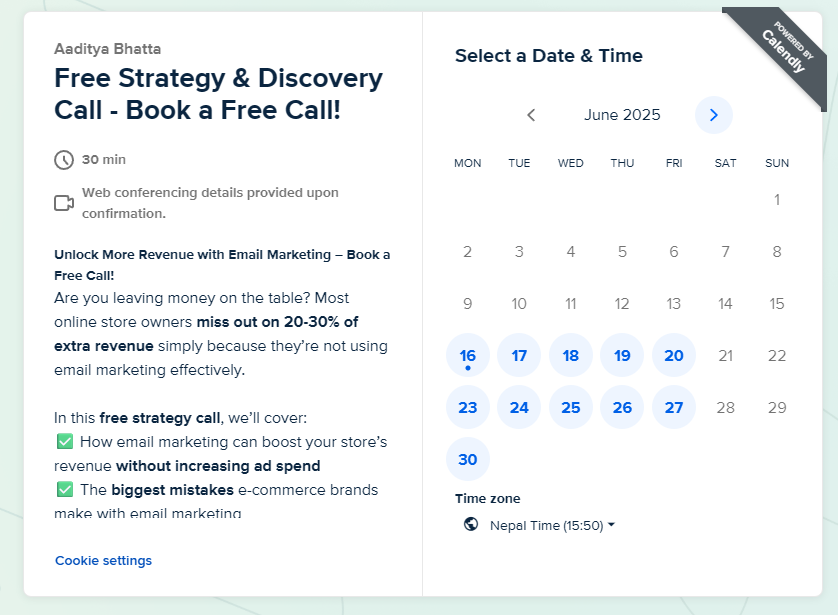 Aaditya Bhatta
Free Strategy & Discovery
Call - Book a Free Call!
30 min
Web conferencing details provided upon
confirmation.
Unlock More Revenue with Email Marketing – Book a
Free Call!
Are you leaving money on the table? Most
online store owners miss out on 20-30% of
extra revenue simply because they’re not using
email marketing effectively.
In this free strategy call, we’ll cover:
✅ How email marketing can boost your store’s
revenue without increasing ad spend
✅ The biggest mistakes e-commerce brands
make with email marketing
Cookie settings
Select a Date & Time
POWERED BY
Calendly
June 2025
MON TUE WED THU FRI SAT SUN
1
2 3 4 5 6 7 8
9 10 11 12 13 14 15
16 17 18 19 20 21 22
23 24 25 26 27 28 29
30
Time zone
Nepal Time (15:50)